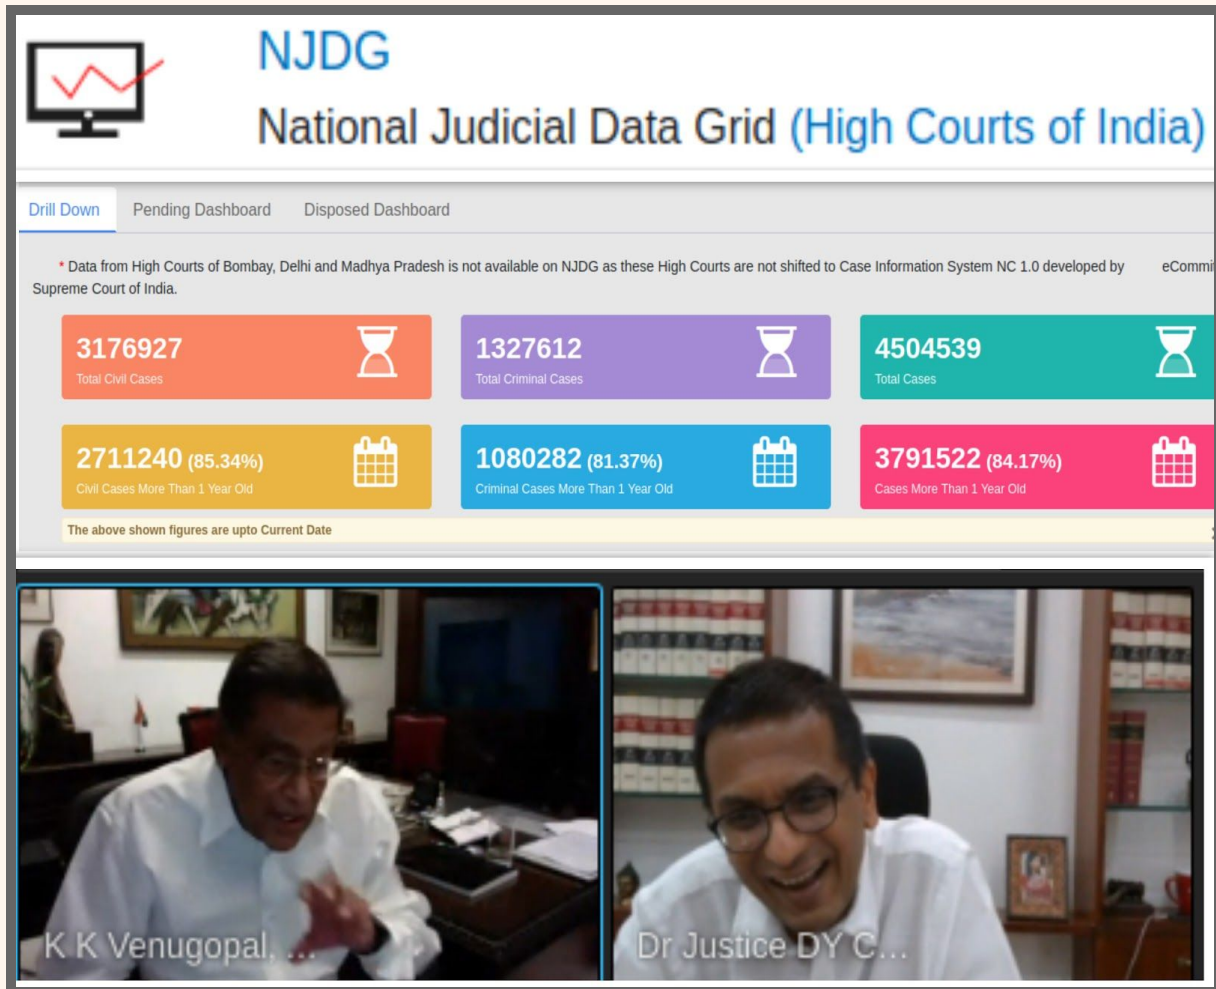 NJDG
National Judicial Data Grid (High Courts of India)
Drill Down Pending Dashboard Disposed Dashboard
* Data from High Courts of Bombay, Delhi and Madhya Pradesh is not available on NJDG as these High Courts are not shifted to Case Information System NC 1.0 developed by eCommi
Supreme Court of India.
3176927 1327612 4504539
Total Civil Cases Total Criminal Cases Total Cases
2711240 (85.34%) 1080282 (81.37%) 3791522 (84.17%)
Civil Cases More Than 1 Year Old Criminal Cases More Than 1 Year Old Cases More Than 1 Year Old
The above shown figures are upto Current Date
K K Venugopal, ... Dr Justice DY C...